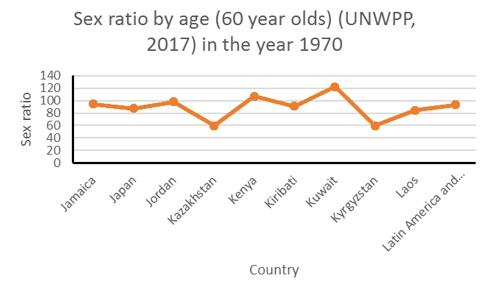 Sex ratio by age (60 year olds) (UNWPP,
2017) in the year 1970
140
120
100
80
60
40
20
0
Sex ratio
Jamaica
Japan
Jordan
Kazakhstan
Kenya
Kiribati
Kuwait
Kyrgyzstan
Laos
Latin America and...
Country